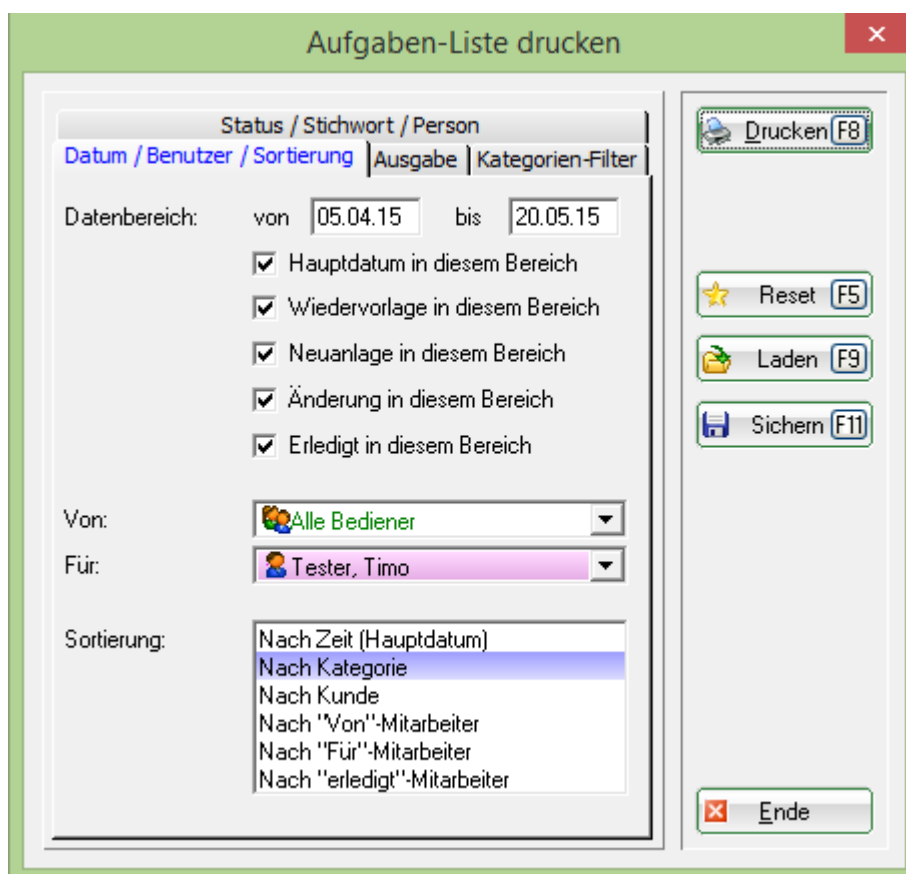 Aufgaben-Liste drucken
Status / Stichwort / Person
Datum / Benutzer / Sortierung Ausgabe Kategorien-Filter
Datenbereich: von 05.04.15 bis 20.05.15
Hauptdatum in diesem Bereich
Wiedervorlage in diesem Bereich
Neuanlage in diesem Bereich
Änderung in diesem Bereich
Erledigt in diesem Bereich
Von: Alle Bediener
Für: Tester, Timo
Sortierung: Nach Zeit (Hauptdatum)
Nach Kategorie
Nach Kunde
Nach "Von"-Mitarbeiter
Nach "Für"-Mitarbeiter
Nach "erledigt"-Mitarbeiter
Drucken F8
Reset F5
Laden F9
Sichern F11
Ende